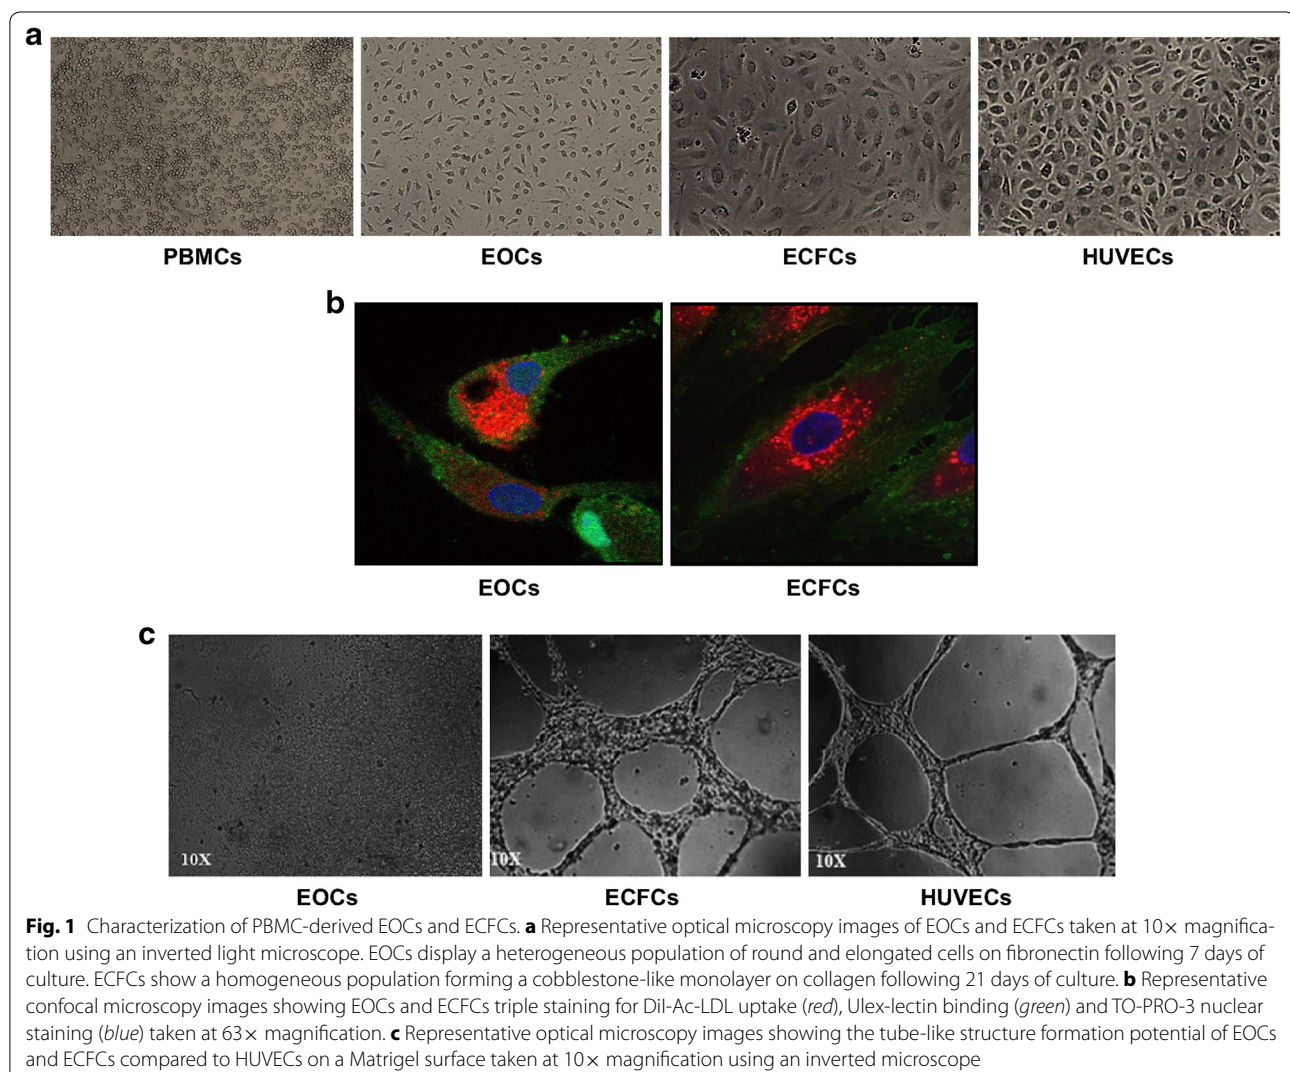 a
PBMCs EOCs ECFCs HUVECs
b
EOCs ECFCs
c
10X 10X 10X
EOCs ECFCs HUVECs
Fig. 1 Characterization of PBMC-derived EOCs and ECFCs. a Representative optical microscopy images of EOCs and ECFCs taken at 10× magnifica-
tion using an inverted light microscope. EOCs display a heterogeneous population of round and elongated cells on fibronectin following 7 days of
culture. ECFCs show a homogeneous population forming a cobblestone-like monolayer on collagen following 21 days of culture. b Representative
confocal microscopy images showing EOCs and ECFCs triple staining for Dil-Ac-LDL uptake (red), Ulex-lectin binding (green) and TO-PRO-3 nuclear
staining (blue) taken at 63× magnification. c Representative optical microscopy images showing the tube-like structure formation potential of EOCs
and ECFCs compared to HUVECs on a Matrigel surface taken at 10× magnification using an inverted microscope